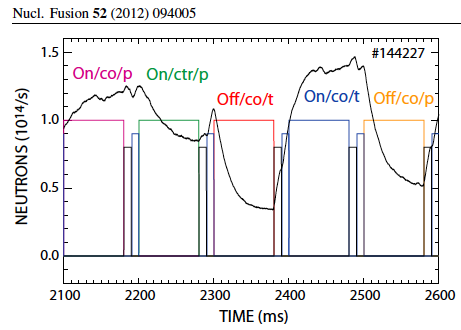 Nucl. Fusion 52 (2012) 094005
#144227
On/co/p On/ctr/p Off/co/t On/co/t Off/co/p
NEUTRONS (10¹⁴/s)
1.5
1.0
0.5
0.0
2100 2200 2300 2400 2500 2600
TIME (ms)